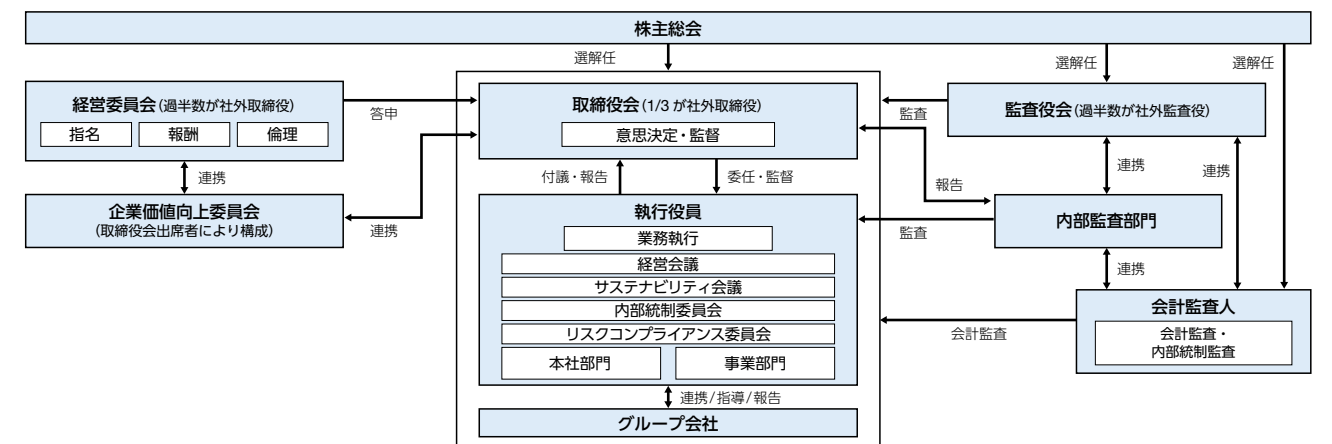 株主総会
選解任
選解任
選解任
経営委員会(過半数が社外取締役)
指名
報酬
倫理
答申
取締役会(1/3 が社外取締役)
意思決定・監督
監査
監査役会(過半数が社外監査役)
連携
付議・報告
委任・監督
報告
連携
連携
企業価値向上委員会
(取締役会出席者により構成)
連携
執行役員
業務執行
経営会議
サステナビリティ会議
内部統制委員会
リスクコンプライアンス委員会
本社部門
事業部門
監査
内部監査部門
連携
会計監査
会計監査人
会計監査・
内部統制監査
連携/指導/報告
グループ会社